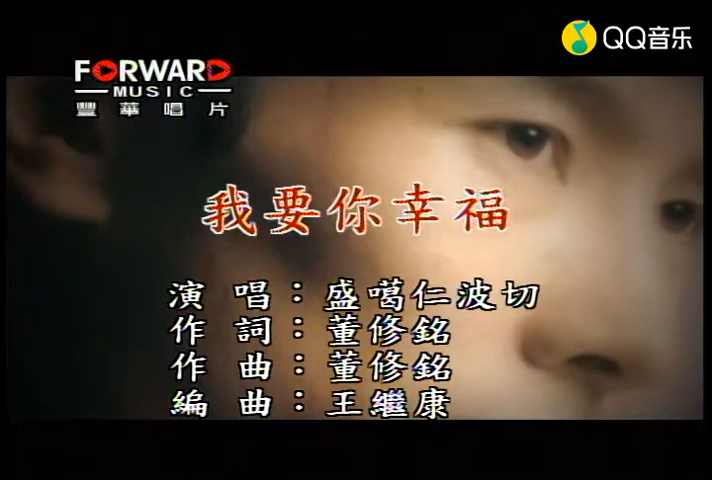 QQ音乐
FORWARD
MUSIC
豐華唱片
我要你幸福
演唱：盛噶仁波切
作詞：董修銘
作曲：董修銘
編曲：王繼康